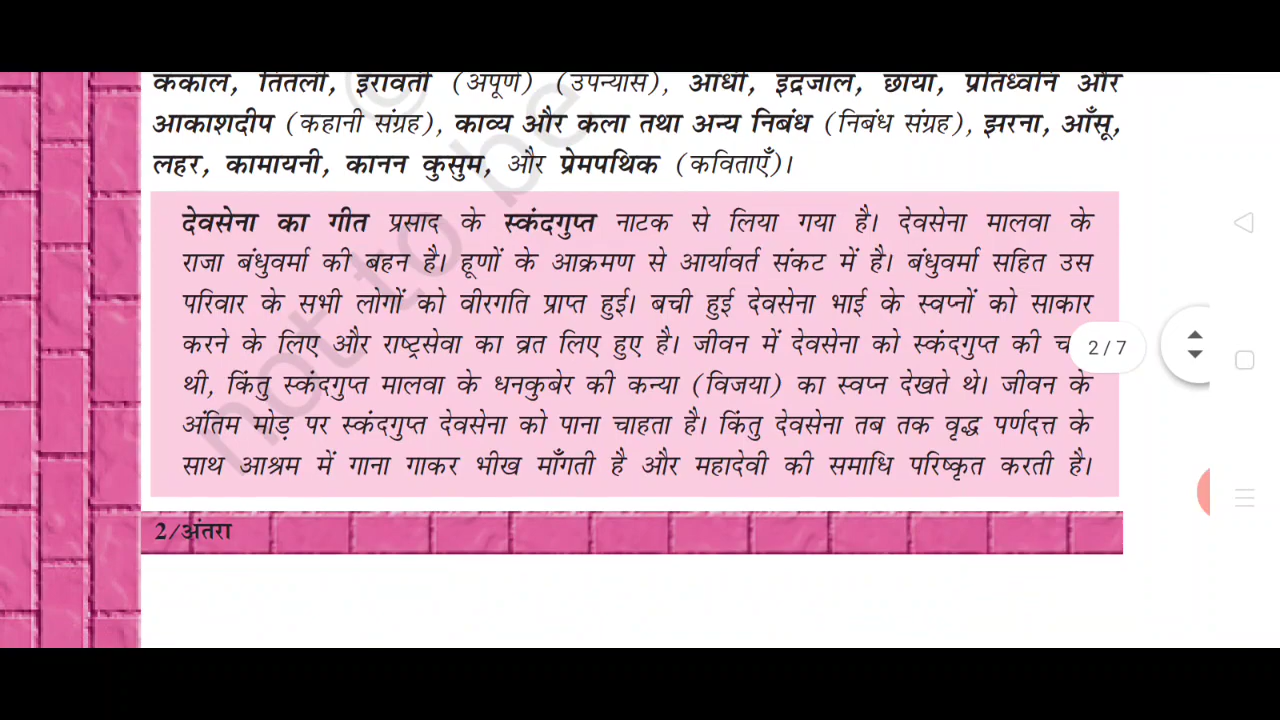 ककाल, तितली, इरावती (अपूर्ण) (उपन्यास), आंधी, इंद्रजाल, छाया, प्रतिध्वनि और
आकाशदीप (कहानी संग्रह), काव्य और कला तथा अन्य निबंध (निबंध संग्रह), झरना, आँसू,
लहर, कामायनी, कानन कुसुम, और प्रेमपथिक (कविताएँ)।
देवसेना का गीत प्रसाद के स्कंदगुप्त नाटक से लिया गया है। देवसेना मालवा के
राजा बंधुवर्मा की बहन है। हूणों के आक्रमण से आर्यावर्त संकट में है। बंधुवर्मा सहित उस
परिवार के सभी लोगों को वीरगति प्राप्त हुई। बची हुई देवसेना भाई के स्वप्नों को साकार
करने के लिए और राष्ट्रसेवा का व्रत लिए हुए है। जीवन में देवसेना को स्कंदगुप्त की
2/7
थी, किंतु स्कंदगुप्त मालवा के धनकुबेर की कन्या (विजया) का स्वप्न देखते थे। जीवन के
अंतिम मोड़ पर स्कंदगुप्त देवसेना को पाना चाहता है। किंतु देवसेना तब तक वृद्ध पर्णदत्त के
साथ आश्रम में गाना गाकर भीख माँगती है और महादेवी की समाधि परिष्कृत करती है।
2/अंतरा
not to be